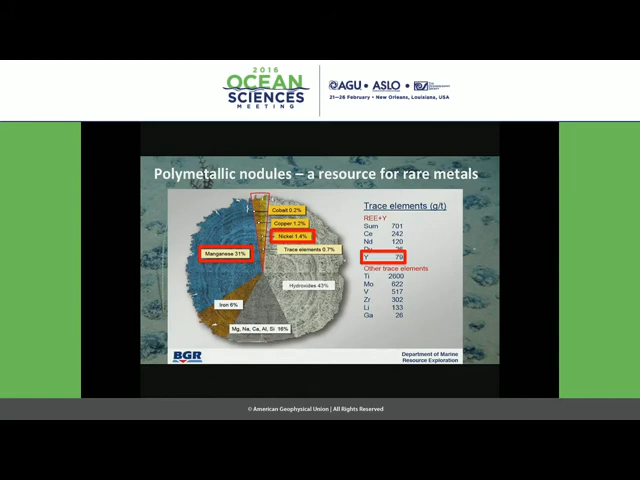 2016
OCEAN
SCIENCES
MEETING
AGU • ASLO •
21–26 February • New Orleans, Louisiana, USA
Polymetallic nodules – a resource for rare metals
Cobalt 0.2%
Copper 1.2%
Nickel 1.4%
Trace elements 0.7%
Manganese 31%
Hydroxides 43%
Iron 6%
Mg, Na, Ca, Al, Si 16%
Trace elements (g/t)
REE+Y
Sum 701
Ce 242
Nd 120
Y 79
Other trace elements
Ti 2600
Mo 622
V 517
Zr 302
Li 133
Ga 26
BGR
Department of Marine
Resource Exploration
© American Geophysical Union | All Rights Reserved